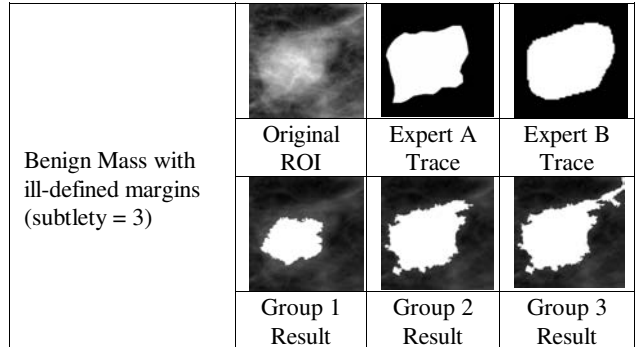 Benign Mass with
ill-defined margins
(subtlety = 3)
Original
ROI
Expert A
Trace
Expert B
Trace
Group 1
Result
Group 2
Result
Group 3
Result